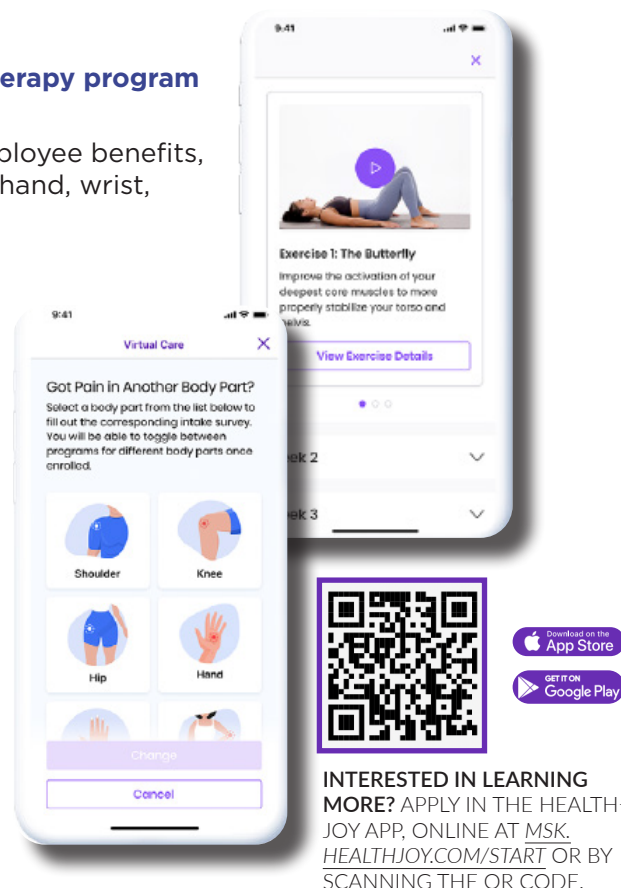 erapy program
ployee benefits,
hand, wrist,
9:41
Exercise 1: The Butterfly
Improve the activation of your
deepest core muscles to more
properly stabilize your torso and
pelvis.
View Exercise Details
ek 2
ek 3
9:41
Virtual Care
Got Pain in Another Body Part?
Select a body part from the list below to
fill out the corresponding intake survey.
You will be able to toggle between
programs for different body parts once
enrolled.
Shoulder
Knee
Hip
Hand
Change
Cancel
Download on the
App Store
GET IT ON
Google Play
INTERESTED IN LEARNING
MORE? APPLY IN THE HEALTH-
JOY APP, ONLINE AT MSK.
HEALTHJOY.COM/START OR BY
SCANNING THE QR CODE.